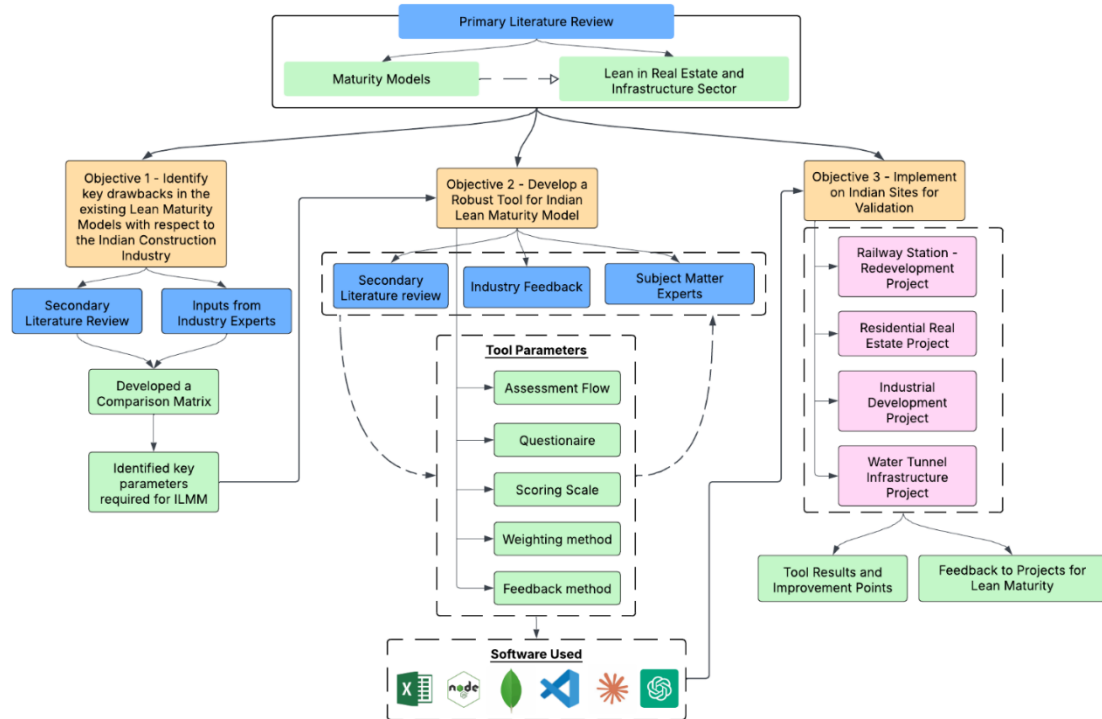 Primary Literature Review
Maturity Models
Lean in Real Estate and
Infrastructure Sector
Objective 1 - Identify
key drawbacks in the
existing Lean Maturity
Models with respect to
the Indian Construction
Industry
Secondary
Literature Review
Inputs from
Industry Experts
Developed a
Comparison Matrix
Identified key
parameters
required for ILMM
Objective 2 - Develop a
Robust Tool for Indian
Lean Maturity Model
Secondary
Literature review
Industry Feedback
Subject Matter
Experts
Tool Parameters
Assessment Flow
Questionaire
Scoring Scale
Weighting method
Feedback method
Software Used
X
node
Objective 3 - Implement
on Indian Sites for
Validation
Railway Station -
Redevelopment
Project
Residential Real
Estate Project
Industrial
Development
Project
Water Tunnel
Infrastructure
Project
Tool Results and
Improvement Points
Feedback to Projects for
Lean Maturity